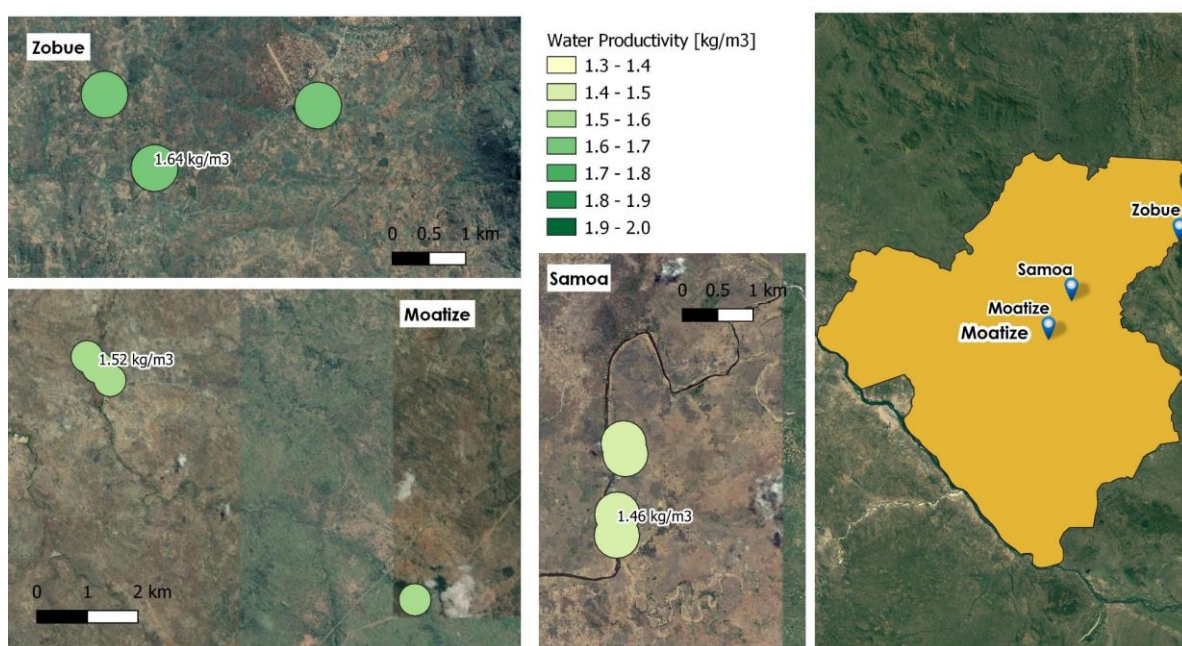 Zobue
1.64 kg/m3
0 0.5 1 km
Water Productivity [kg/m3]
1.3 - 1.4
1.4 - 1.5
1.5 - 1.6
1.6 - 1.7
1.7 - 1.8
1.8 - 1.9
1.9 - 2.0
Moatize
1.52 kg/m3
0 1 2 km
Samoa
0 0.5 1 km
1.46 kg/m3
Zobue
Samoa
Moatize
Moatize